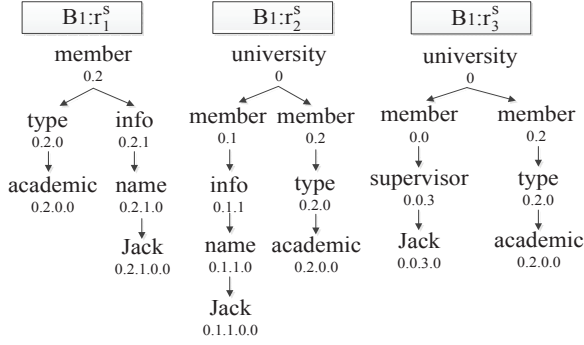 B1:r₁ˢ
member
0.2
type info
0.2.0 0.2.1
academic name
0.2.0.0 0.2.1.0
Jack
0.2.1.0.0
B1:r₂ˢ
university
0
member member
0.1 0.2
info type
0.1.1 0.2.0
name academic
0.1.1.0 0.2.0.0
Jack
0.1.1.0.0
B1:r₃ˢ
university
0
member member
0.0 0.2
supervisor type
0.0.3 0.2.0
Jack academic
0.0.3.0 0.2.0.0